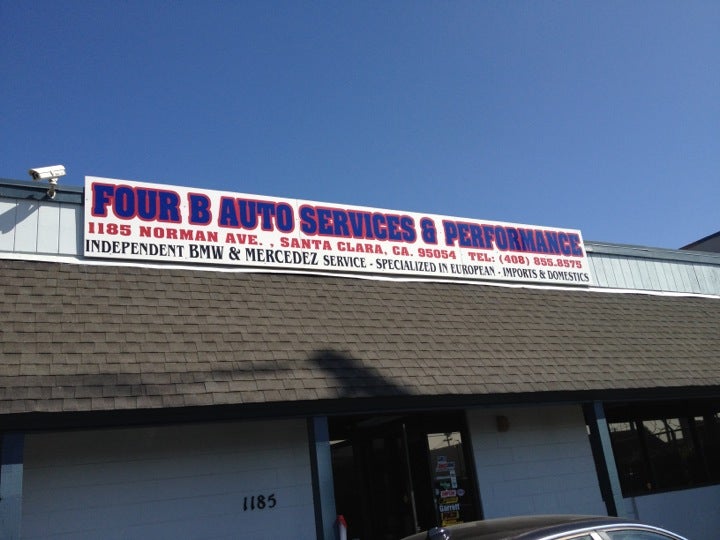 FOUR B AUTO SERVICES & PERFORMANCE
1185 NORMAN AVE. , SANTA CLARA, CA. 95054 TEL: (408) 855.8575
INDEPENDENT BMW & MERCEDEZ SERVICE - SPECIALIZED IN EUROPEAN - IMPORTS & DOMESTICS
1185
Garrett